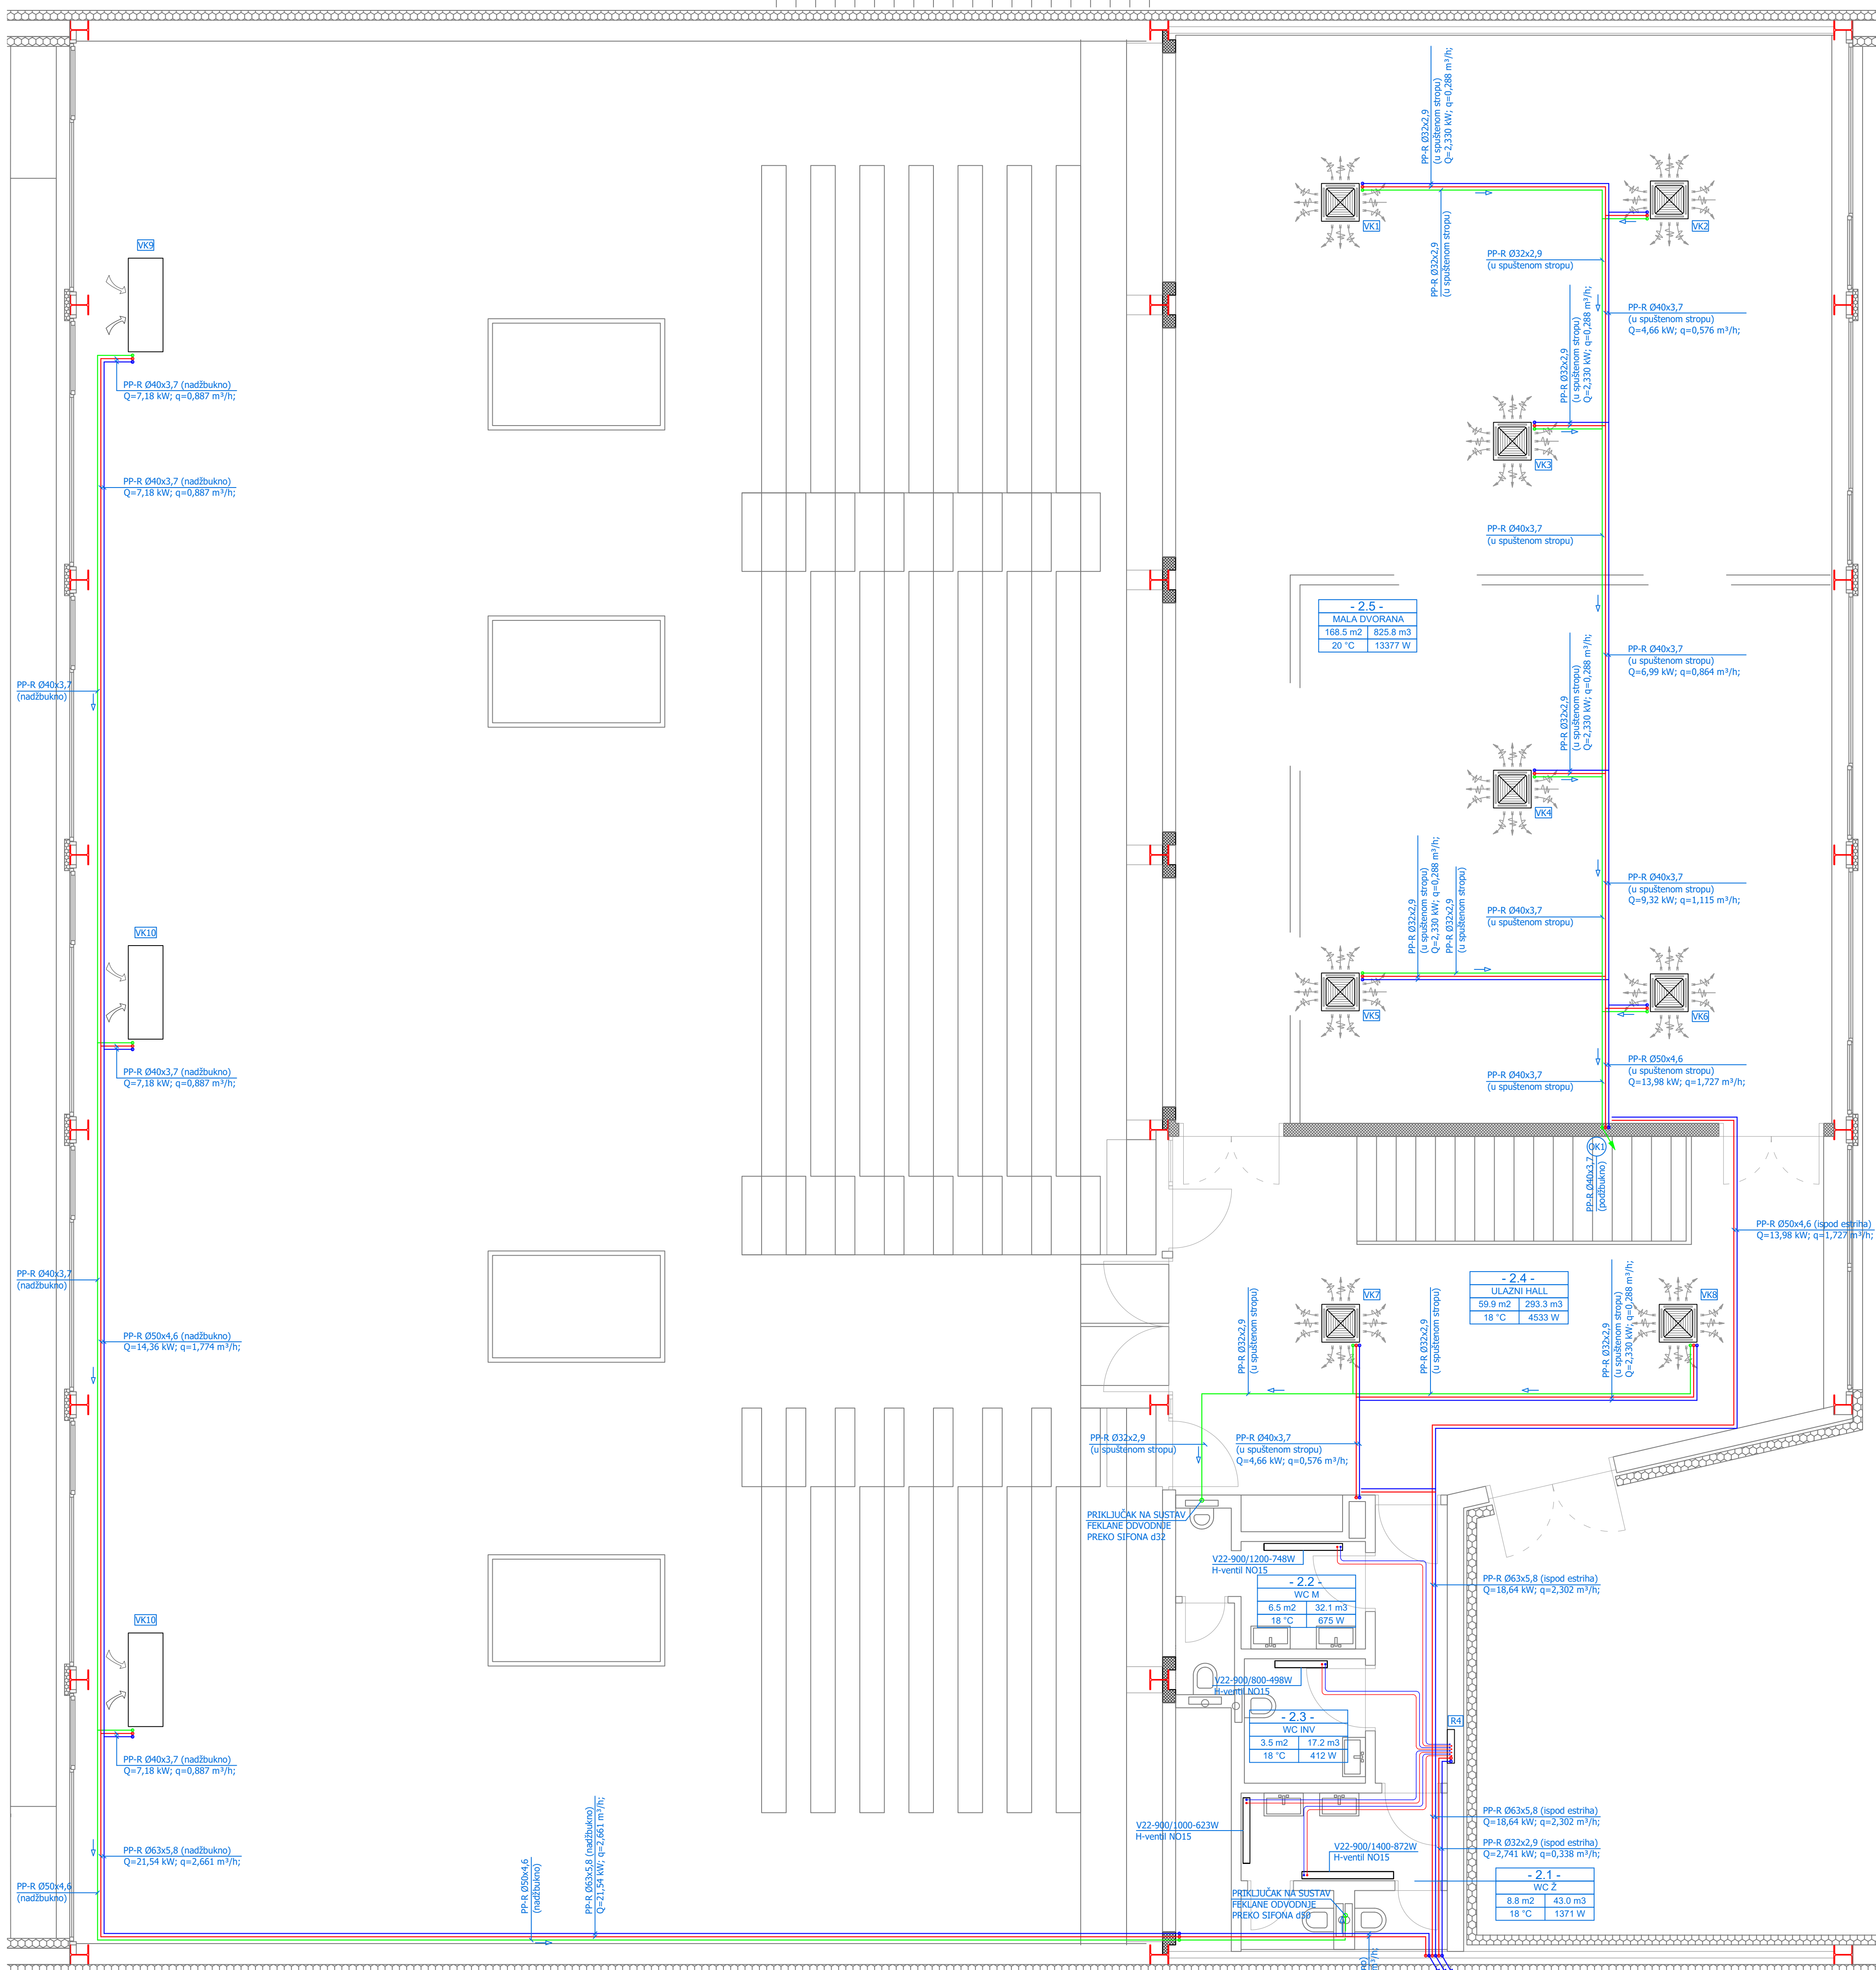 PP-R Ø32x2,9
(u spuštenom stropu)
Q=2,330 kW; q=0,288 m³/h;
VK1
VK2
PP-R Ø32x2,9
(u spuštenom stropu)
VK9
PP-R Ø32x2,9
(u spuštenom stropu)
PP-R Ø40x3,7
(u spuštenom stropu)
Q=4,66 kW; q=0,576 m³/h;
PP-R Ø32x2,9
(u spuštenom stropu)
Q=2,330 kW; q=0,288 m³/h;
PP-R Ø40x3,7 (nadžbukno)
Q=7,18 kW; q=0,887 m³/h;
VK3
PP-R Ø40x3,7 (nadžbukno)
Q=7,18 kW; q=0,887 m³/h;
PP-R Ø40x3,7
(u spuštenom stropu)
- 2.5 -
MALA DVORANA
168.5 m2 825.8 m3
20 °C 13377 W
PP-R Ø40x3,7
(u spuštenom stropu)
Q=6,99 kW; q=0,864 m³/h;
PP-R Ø40x3,7
(nadžbukno)
PP-R Ø32x2,9
(u spuštenom stropu)
Q=2,330 kW; q=0,288 m³/h;
VK4
PP-R Ø40x3,7
(u spuštenom stropu)
Q=9,32 kW; q=1,115 m³/h;
PP-R Ø32x2,9
(u spuštenom stropu)
Q=2,330 kW; q=0,288 m³/h;
PP-R Ø32x2,9
(u spuštenom stropu)
PP-R Ø40x3,7
(u spuštenom stropu)
VK10
VK5
VK6
PP-R Ø50x4,6
(u spuštenom stropu)
Q=13,98 kW; q=1,727 m³/h;
PP-R Ø40x3,7 (nadžbukno)
Q=7,18 kW; q=0,887 m³/h;
PP-R Ø40x3,7
(u spuštenom stropu)
OK1
PP-R Ø40x3,7
(podžbukno)
PP-R Ø50x4,6 (ispod estriha)
Q=13,98 kW; q=1,727 m³/h;
PP-R Ø40x3,7
(nadžbukno)
- 2.4 -
ULAZNI HALL
59.9 m2 293.3 m3
18 °C 4533 W
VK7
VK8
PP-R Ø32x2,9
(u spuštenom stropu)
PP-R Ø32x2,9
(u spuštenom stropu)
PP-R Ø32x2,9
(u spuštenom stropu)
Q=2,330 kW; q=0,288 m³/h;
PP-R Ø50x4,6 (nadžbukno)
Q=14,36 kW; q=1,774 m³/h;
PP-R Ø32x2,9
(u spuštenom stropu)
PP-R Ø40x3,7
(u spuštenom stropu)
Q=4,66 kW; q=0,576 m³/h;
PRIKLJUČAK NA SUSTAV
FEKLANE ODVODNJE
PREKO SIFONA d32
V22-900/1200-748W
H-ventil NO15
- 2.2 -
WC M
6.5 m2 32.1 m3
18 °C 675 W
PP-R Ø63x5,8 (ispod estriha)
Q=18,64 kW; q=2,302 m³/h;
VK10
V22-900/800-498W
H-ventil NO15
- 2.3 -
WC INV
3.5 m2 17.2 m3
18 °C 412 W
R4
PP-R Ø40x3,7 (nadžbukno)
Q=7,18 kW; q=0,887 m³/h;
V22-900/1000-623W
H-ventil NO15
PP-R Ø63x5,8 (ispod estriha)
Q=18,64 kW; q=2,302 m³/h;
V22-900/1400-872W
H-ventil NO15
PP-R Ø32x2,9 (ispod estriha)
Q=2,741 kW; q=0,338 m³/h;
PP-R Ø63x5,8 (nadžbukno)
Q=21,54 kW; q=2,661 m³/h;
PP-R Ø50x4,6
(nadžbukno)
PP-R Ø50x4,6
(nadžbukno)
PP-R Ø63x5,8 (nadžbukno)
Q=21,54 kW; q=2,661 m³/h;
- 2.1 -
WC Ž
8.8 m2 43.0 m3
18 °C 1371 W
PRIKLJUČAK NA SUSTAV
FEKLANE ODVODNJE
PREKO SIFONA d50
m³/h;